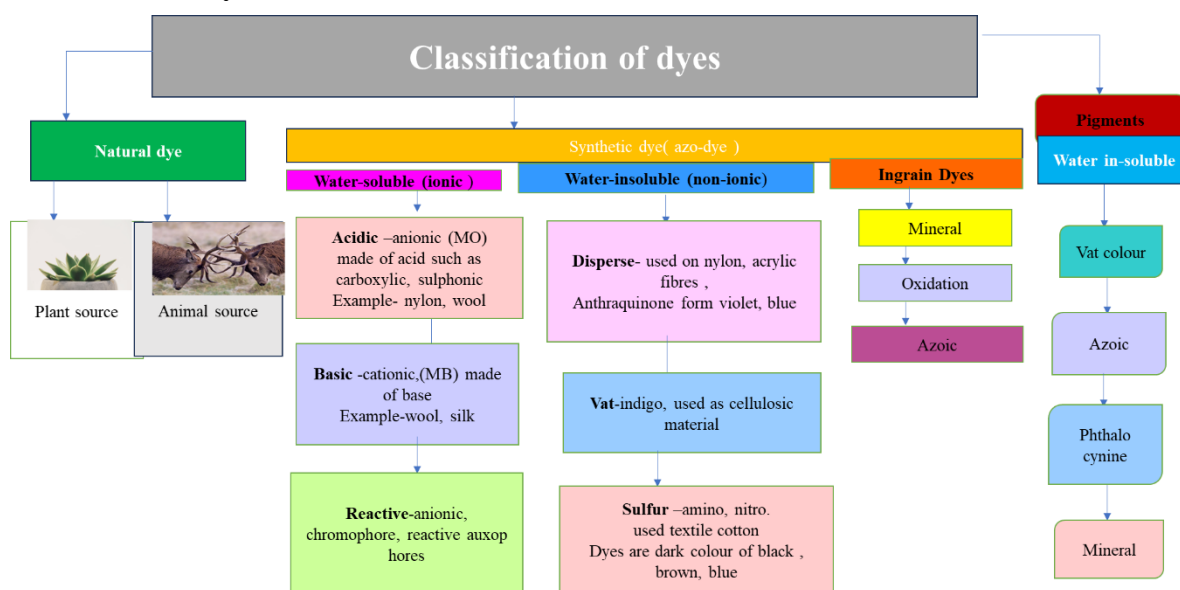 Classification of dyes
Natural dye
Plant source
Animal source
Synthetic dye( azo-dye )
Water-soluble (ionic )
Acidic –anionic (MO)
made of acid such as
carboxylic, sulphonic
Example- nylon, wool
Basic -cationic,(MB) made
of base
Example-wool, silk
Reactive-anionic,
chromophore, reactive auxop
hores
Water-insoluble (non-ionic)
Disperse- used on nylon, acrylic
fibres ,
Anthraquinone form violet, blue
Vat-indigo, used as cellulosic
material
Sulfur –amino, nitro.
used textile cotton
Dyes are dark colour of black ,
brown, blue
Ingrain Dyes
Mineral
Oxidation
Azoic
Pigments
Water in-soluble
Vat colour
Azoic
Phthalo
cynine
Mineral